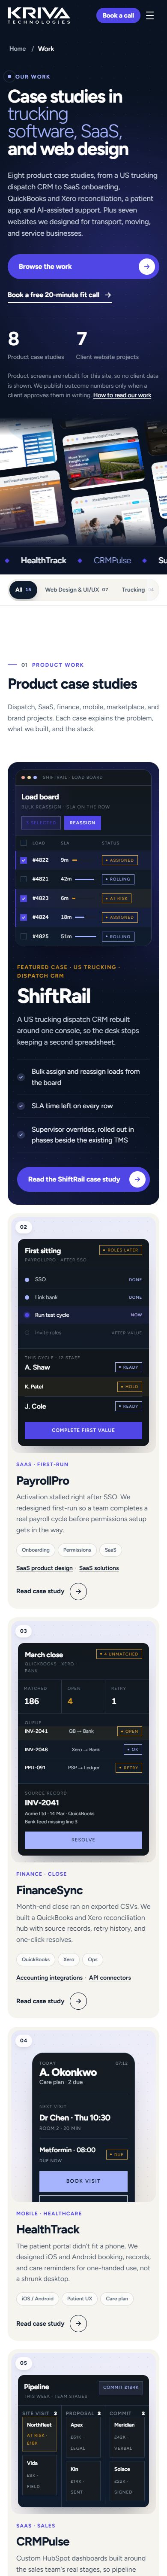 KRIVA
TECHNOLOGIES
Book a call
Home / Work
OUR WORK
Case studies in
trucking
software, SaaS,
and web design
Eight product case studies, from a US trucking
dispatch CRM to SaaS onboarding,
QuickBooks and Xero reconciliation, a patient
app, and AI-assisted support. Plus seven
websites we designed for transport, moving,
and service businesses.
Browse the work →
Book a free 20-minute fit call →
8
Product case studies
7
Client website projects
Product screens are rebuilt for this site, so no client data
is shown. We publish outcome numbers only when a
client approves them in writing. How to read our work
HealthTrack
CRMPulse
All 15
Web Design & UI/UX 07
Trucking →
01 PRODUCT WORK
Product case studies
Dispatch, SaaS, finance, mobile, marketplace, and
support projects. Each case explains the problem,
what we built, and the stack.
SHIFTRAIL · LOAD BOARD
Load board
BULK REASSIGN · SLA ON THE ROW
3 SELECTED
REASSIGN
LOAD SLA STATUS
#4822 9m ASSIGNED
#4821 42m ROLLING
#4823 6m AT RISK
#4824 18m ASSIGNED
#4825 51m ROLLING
FEATURED CASE · US TRUCKING ·
DISPATCH CRM
ShiftRail
A US trucking dispatch CRM rebuilt
around one console, so the desk stops
keeping a second spreadsheet.
Bulk assign and reassign loads from
the board
SLA time left on every row
Supervisor overrides, rolled out in
phases beside the existing TMS
Read the ShiftRail case study →
02
First sitting
PAYROLLPRO · AFTER SSO
ROLES LATER
SSO DONE
Link bank DONE
Run test cycle NOW
Invite roles AFTER VALUE
THIS CYCLE · 12 STAFF
A. Shaw READY
K. Patel HOLD
J. Cole READY
COMPLETE FIRST VALUE
SAAS · FIRST-RUN
PayrollPro
Activation stalled right after SSO. We
redesigned first-run so a team completes a
real payroll cycle before permissions setup
gets in the way.
Onboarding
Permissions
SaaS
SaaS product design · SaaS solutions
Read case study →
03
March close
QUICKBOOKS · XERO ·
BANK
4 UNMATCHED
MATCHED
186
OPEN
4
RETRY
1
QUEUE
INV-2041 QB → Bank OPEN
INV-2048 Xero → Bank OK
PMT-091 PSP → Ledger RETRY
SOURCE RECORD
INV-2041
Acme Ltd · 14 Mar · QuickBooks
Bank feed missing line 3
RESOLVE
FINANCE · CLOSE
FinanceSync
Month-end close ran on exported CSVs. We
built a QuickBooks and Xero reconciliation
hub with source records, retry history, and
one-click resolves.
QuickBooks
Xero
Ops
Accounting integrations · API connectors
Read case study →
04
TODAY 07:12
A. Okonkwo
Care plan · 2 due
NEXT VISIT
Dr Chen · Thu 10:30
ROOM 2 · 20 MIN
Metformin · 08:00
DUE NOW
DUE
BOOK VISIT
MOBILE · HEALTHCARE
HealthTrack
The patient portal didn't fit a phone. We
designed iOS and Android booking, records,
and care reminders for one-handed use, not
a shrunk desktop.
iOS / Android
Patient UX
Care plan
Read case study →
05
Pipeline
THIS WEEK · TEAM STAGES
COMMIT £184K
SITE VISIT 2
Northfleet
AT RISK ·
£18K
Vida
£9K ·
FIELD
PROPOSAL 2
Apex
£61K ·
LEGAL
Kin
£14K ·
SENT
COMMIT 2
Meridian
£42K ·
VERBAL
Solace
£22K ·
SIGNED
SAAS · SALES
CRMPulse
Custom HubSpot dashboards built around
the sales team's real stages, so pipeline